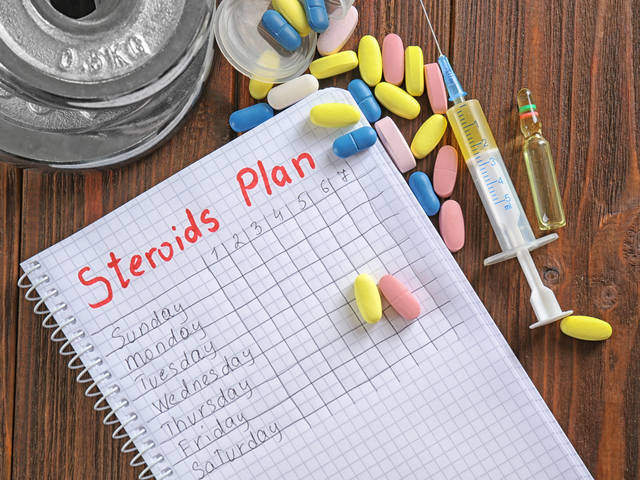 0.5KG
Steroids Plan
1 2 3 4 5 6 7
Sunday
Monday
Tuesday
Wednesday
Thursday
Friday
Saturday